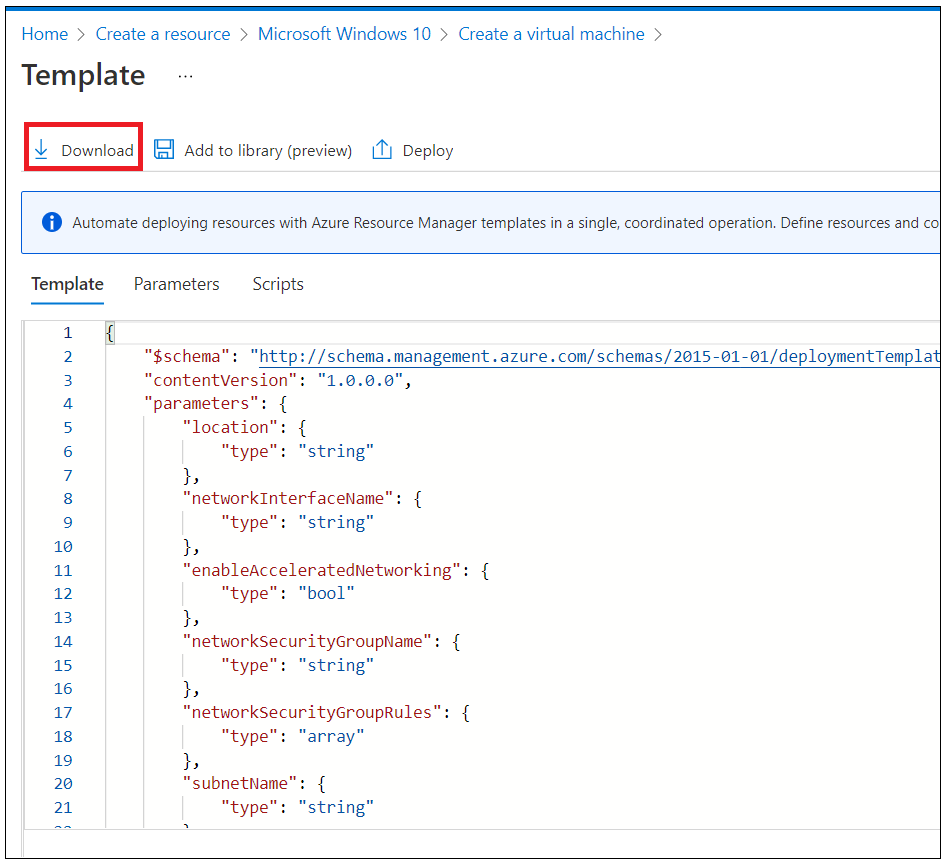 Home > Create a resource > Microsoft Windows 10 > Create a virtual machine >
Template ...
Download Add to library (preview) Deploy
Automate deploying resources with Azure Resource Manager templates in a single, coordinated operation. Define resources and co
Template Parameters Scripts
1 {
2 "$schema": "http://schema.management.azure.com/schemas/2015-01-01/deploymentTemplat
3 "contentVersion": "1.0.0.0",
4 "parameters": {
5 "location": {
6 "type": "string"
7 },
8 "networkInterfaceName": {
9 "type": "string"
10 },
11 "enableAcceleratedNetworking": {
12 "type": "bool"
13 },
14 "networkSecurityGroupName": {
15 "type": "string"
16 },
17 "networkSecurityGroupRules": {
18 "type": "array"
19 },
20 "subnetName": {
21 "type": "string"